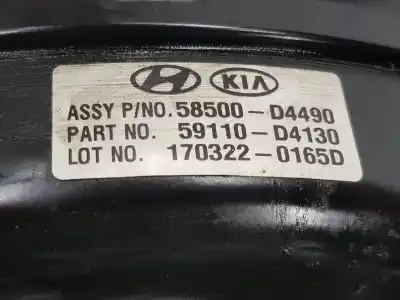 KIA
ASSY P/NO. 58500-D4490
PART NO. 59110-D4130
LOT NO. 170322-0165D